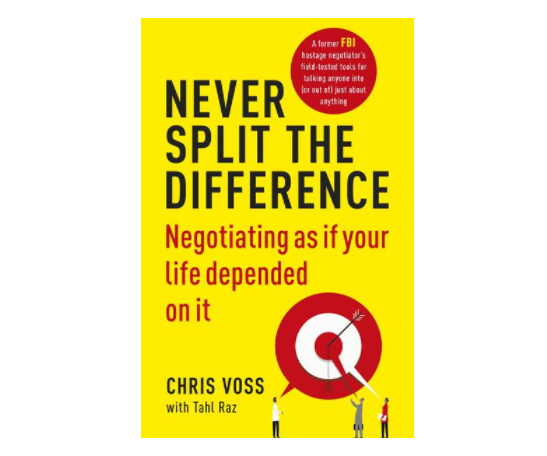 A former FBI
hostage negotiator's
field-tested tools for
talking anyone into
(or out of) just about
anything
NEVER
SPLIT THE
DIFFERENCE
Negotiating as if your
life depended
on it
CHRIS VOSS
with Tahl Raz